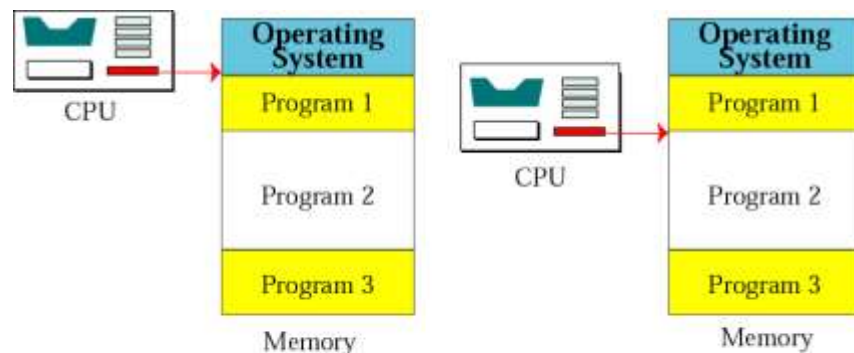 Operating
System
Program 1
Program 2
Program 3
CPU
Memory
Operating
System
Program 1
Program 2
Program 3
CPU
Memory